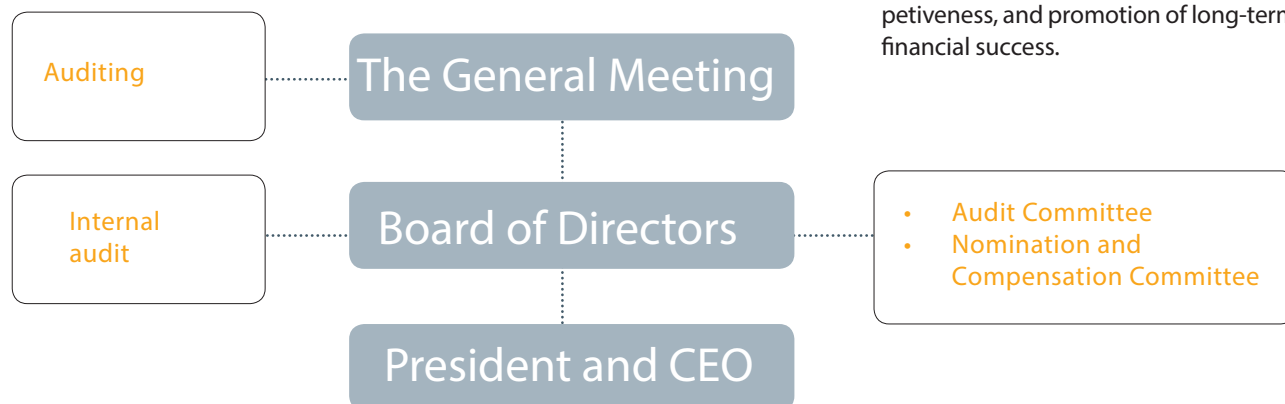 petiveness, and promotion of long-term
financial success.
Auditing
The General Meeting
Internal
audit
Board of Directors
• Audit Committee
• Nomination and
Compensation Committee
President and CEO